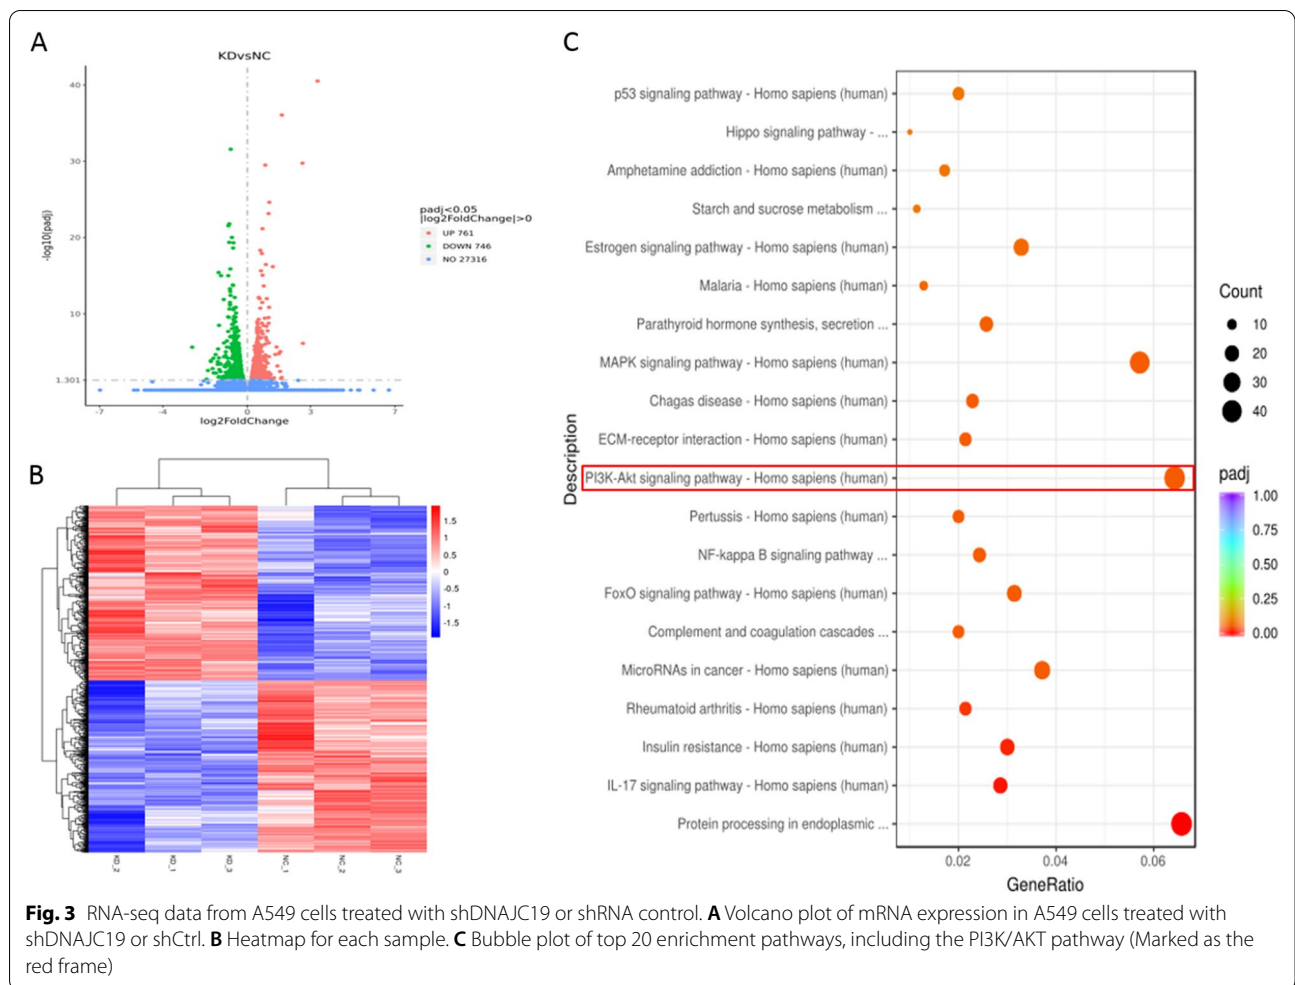 A
KDvsNC
40
30
20
10
1.301
-log10(padj)
-7
-4
0
3
7
log2FoldChange
padj<0.05
|log2FoldChange|>0
UP 761
DOWN 746
NO 27316
B
1.5
1
0.5
0
-0.5
-1
-1.5
KD_2
KD_1
KD_3
NC_1
NC_2
NC_3
C
Description
p53 signaling pathway - Homo sapiens (human)
Hippo signaling pathway - ...
Amphetamine addiction - Homo sapiens (human)
Starch and sucrose metabolism ...
Estrogen signaling pathway - Homo sapiens (human)
Malaria - Homo sapiens (human)
Parathyroid hormone synthesis, secretion ...
MAPK signaling pathway - Homo sapiens (human)
Chagas disease - Homo sapiens (human)
ECM-receptor interaction - Homo sapiens (human)
PI3K-Akt signaling pathway - Homo sapiens (human)
Pertussis - Homo sapiens (human)
NF-kappa B signaling pathway ...
FoxO signaling pathway - Homo sapiens (human)
Complement and coagulation cascades ...
MicroRNAs in cancer - Homo sapiens (human)
Rheumatoid arthritis - Homo sapiens (human)
Insulin resistance - Homo sapiens (human)
IL-17 signaling pathway - Homo sapiens (human)
Protein processing in endoplasmic ...
0.02
0.04
0.06
GeneRatio
Count
10
20
30
40
padj
1.00
0.75
0.50
0.25
0.00
Fig. 3 RNA-seq data from A549 cells treated with shDNAJC19 or shRNA control. A Volcano plot of mRNA expression in A549 cells treated with
shDNAJC19 or shCtrl. B Heatmap for each sample. C Bubble plot of top 20 enrichment pathways, including the PI3K/AKT pathway (Marked as the
red frame)